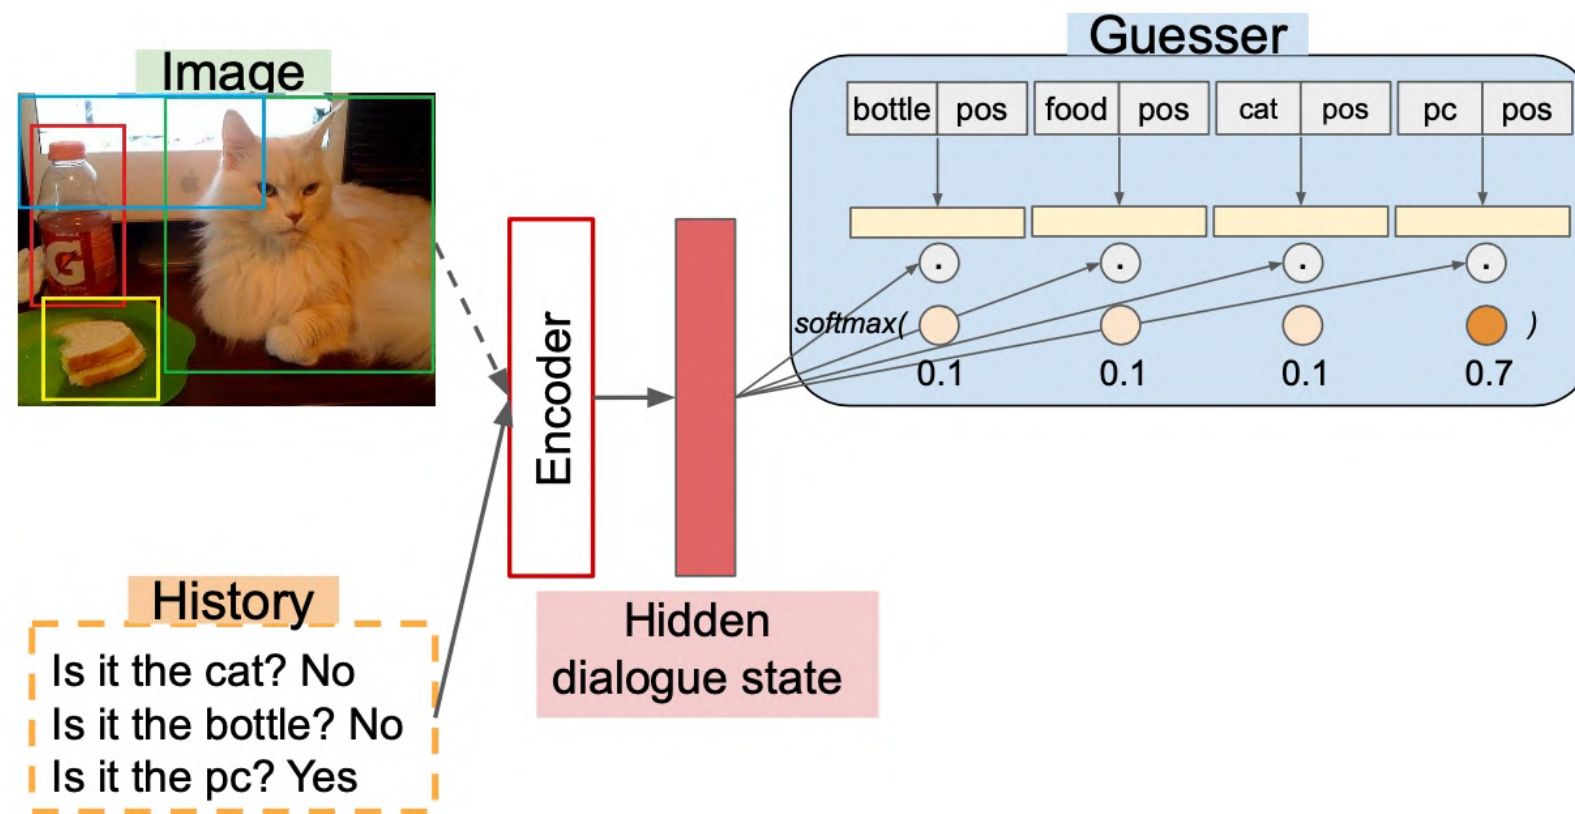 Image
G
Guesser
bottle pos food pos cat pos pc pos
. . . .
softmax( )
0.1 0.1 0.1 0.7
Encoder
Hidden
dialogue state
History
Is it the cat? No
Is it the bottle? No
Is it the pc? Yes